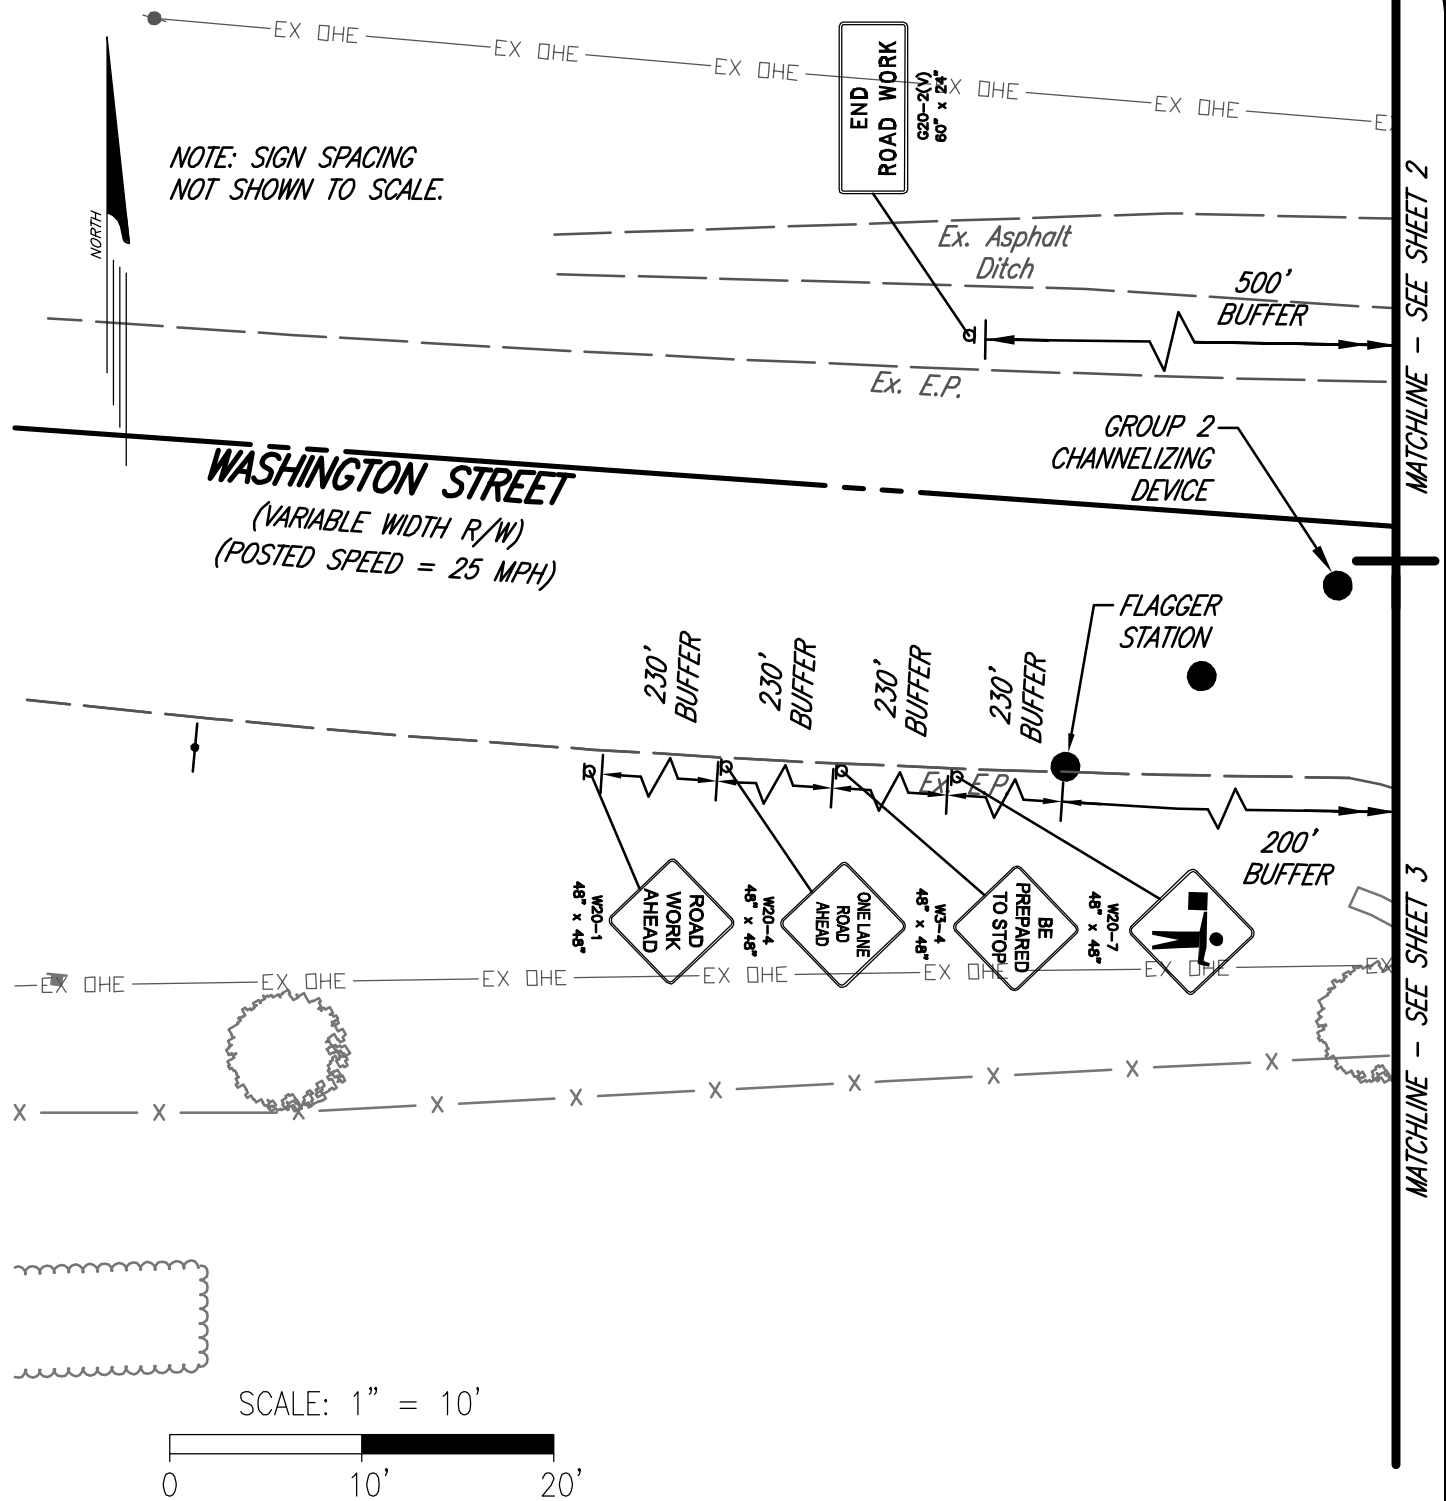 EX OHE
EX OHE
EX OHE
EX OHE
EX OHE
E
END
ROAD WORK
G20-2(V)
60" x 24"
NOTE: SIGN SPACING
NOT SHOWN TO SCALE.
NORTH
Ex. Asphalt
Ditch
500'
BUFFER
MATCHLINE - SEE SHEET 2
Ex. E.P.
GROUP 2
CHANNELIZING
DEVICE
WASHINGTON STREET
(VARIABLE WIDTH R/W)
(POSTED SPEED = 25 MPH)
FLAGGER
STATION
230'
BUFFER
230'
BUFFER
230'
BUFFER
230'
BUFFER
Ex. E.P.
200'
BUFFER
W20-1
48" x 48"
ROAD
WORK
AHEAD
W20-4
48" x 48"
ONE LANE
ROAD
AHEAD
W3-4
48" x 48"
BE
PREPARED
TO STOP
W20-7
48" x 48"
MATCHLINE - SEE SHEET 3
EX OHE
EX OHE
EX OHE
EX OHE
EX OHE
EX OHE
EX
X X X X X X X X X X
SCALE: 1" = 10'
0 10' 20'